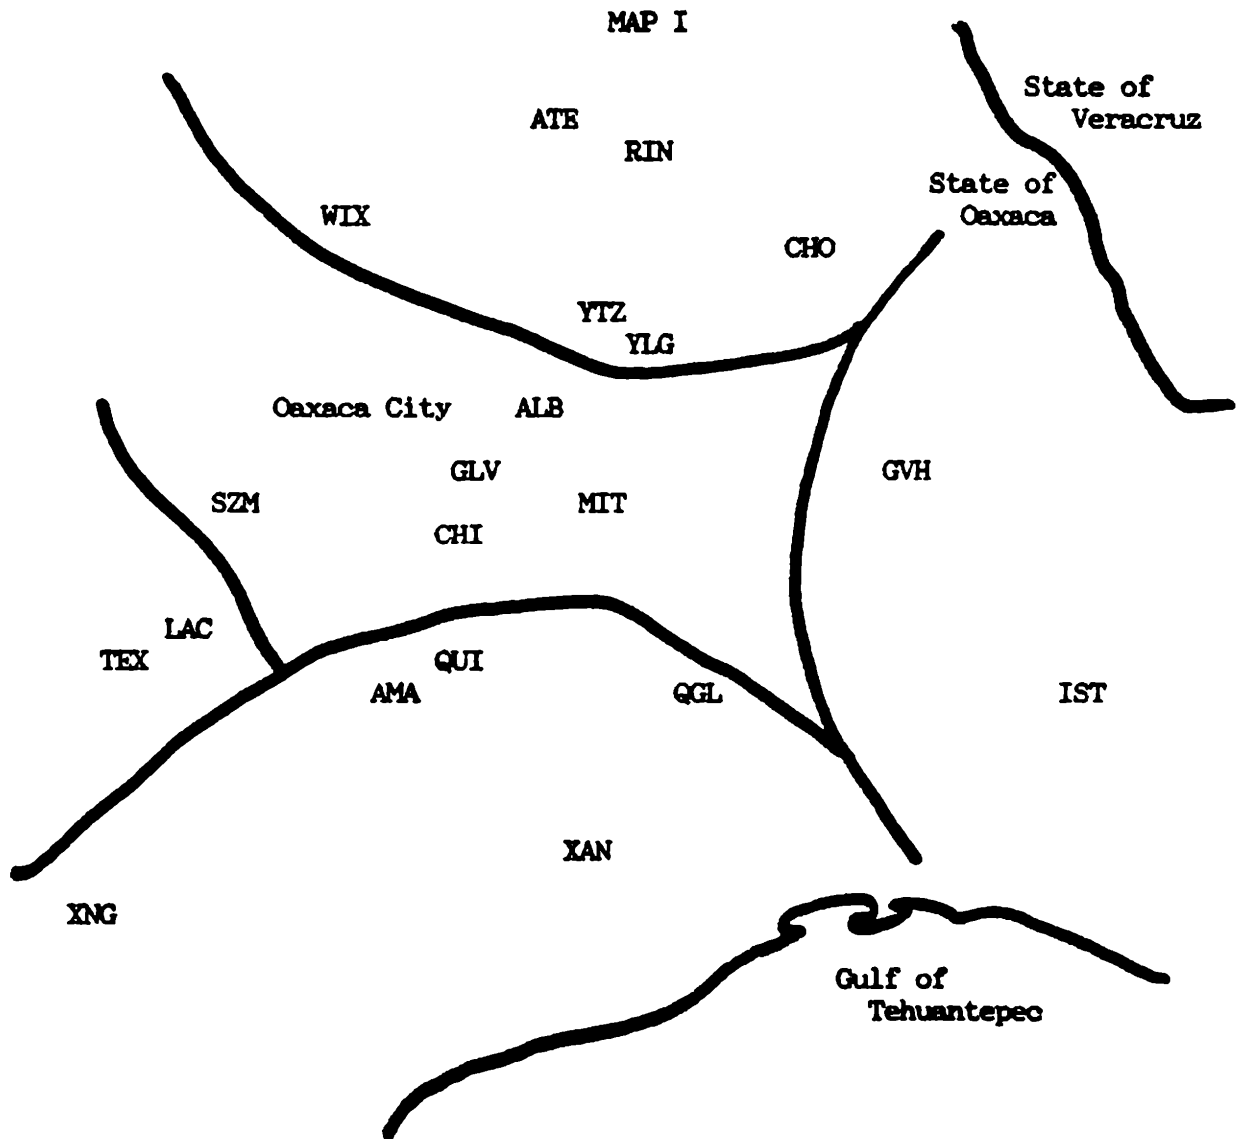 MAP I
State of
Veracruz
ATE
RIN
State of
Oaxaca
WIX
CHO
YTZ
YLG
Oaxaca City
ALB
GLV
GVH
SZM
MIT
CHI
LAC
TEX
QUI
AMA
QGL
IST
XAN
XNG
Gulf of
Tehuantepec